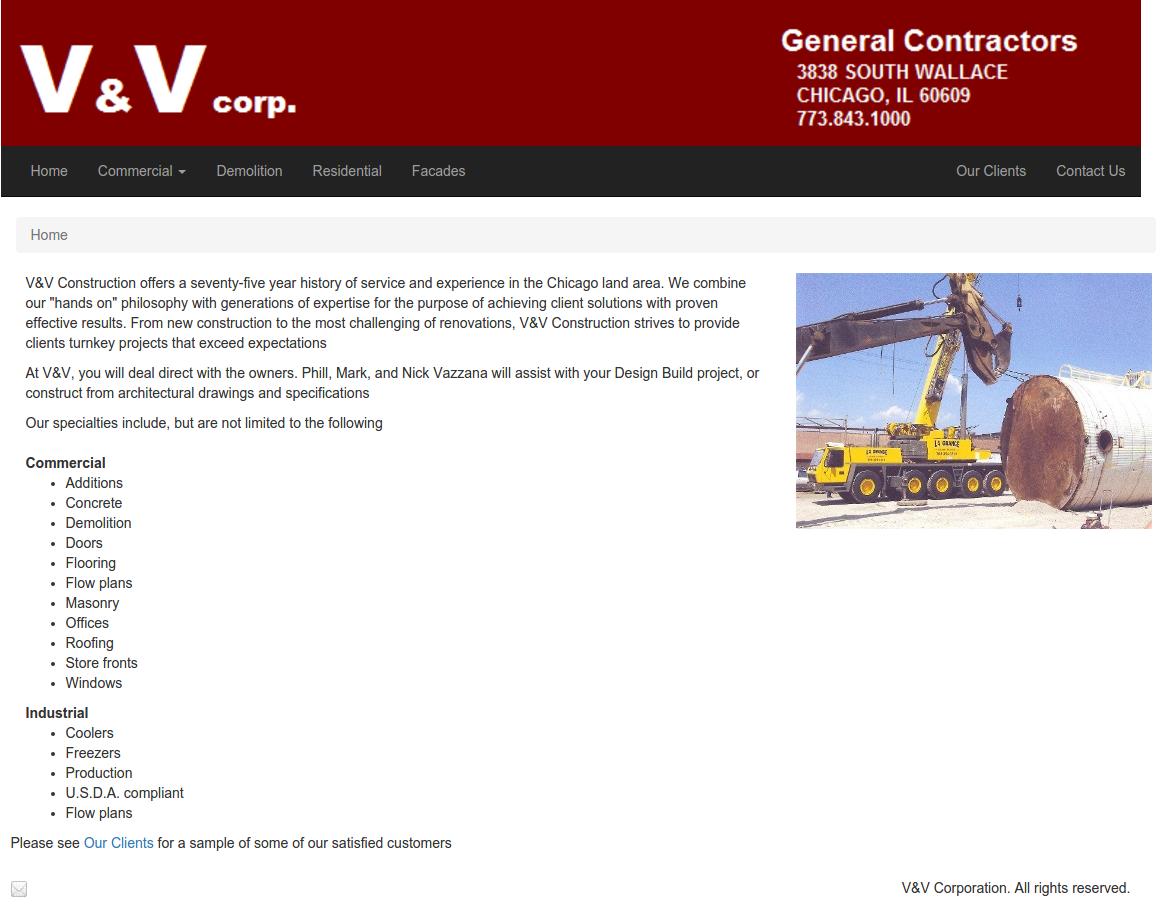 V & V corp.
General Contractors
3838 SOUTH WALLACE
CHICAGO, IL 60609
773.843.1000
Home Commercial Demolition Residential Facades Our Clients Contact Us
Home
V&V Construction offers a seventy-five year history of service and experience in the Chicago land area. We combine
our "hands on" philosophy with generations of expertise for the purpose of achieving client solutions with proven
effective results. From new construction to the most challenging of renovations, V&V Construction strives to provide
clients turnkey projects that exceed expectations
At V&V, you will deal direct with the owners. Phill, Mark, and Nick Vazzana will assist with your Design Build project, or
construct from architectural drawings and specifications
Our specialties include, but are not limited to the following
Commercial
• Additions
• Concrete
• Demolition
• Doors
• Flooring
• Flow plans
• Masonry
• Offices
• Roofing
• Store fronts
• Windows
Industrial
• Coolers
• Freezers
• Production
• U.S.D.A. compliant
• Flow plans
Please see Our Clients for a sample of some of our satisfied customers
LA GRANGE
LA GRANGE
V&V Corporation. All rights reserved.